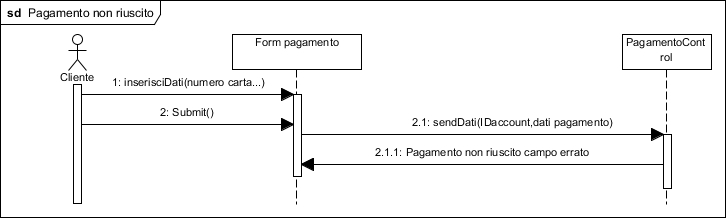 sd Pagamento non riuscito
Form pagamento
PagamentoCont
rol
Cliente
1: inserisciDati(numero carta...)
2: Submit()
2.1: sendDati(IDaccount,dati pagamento)
2.1.1: Pagamento non riuscito campo errato